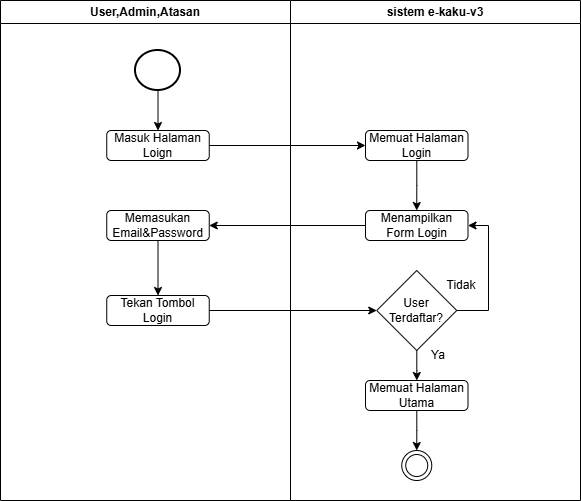 User,Admin,Atasan
sistem e-kaku-v3
Masuk Halaman
Loign
Memuat Halaman
Login
Memasukan
Email&Password
Menampilkan
Form Login
Tekan Tombol
Login
User
Terdaftar?
Tidak
Ya
Memuat Halaman
Utama